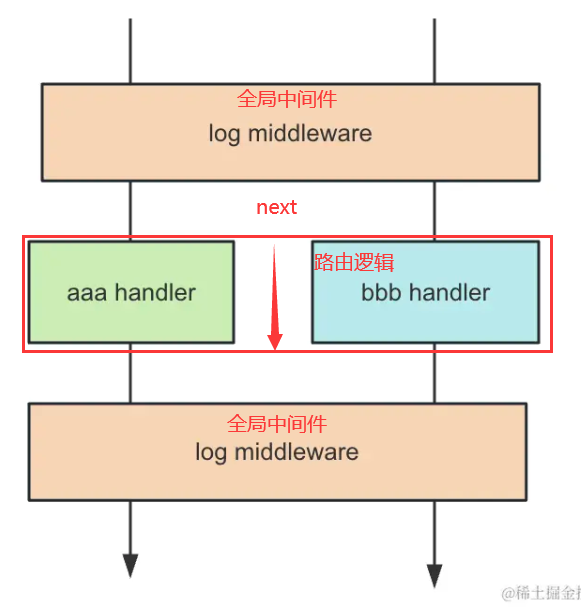 全局中间件
log middleware
next
路由逻辑
aaa handler
bbb handler
全局中间件
log middleware
@稀土掘金